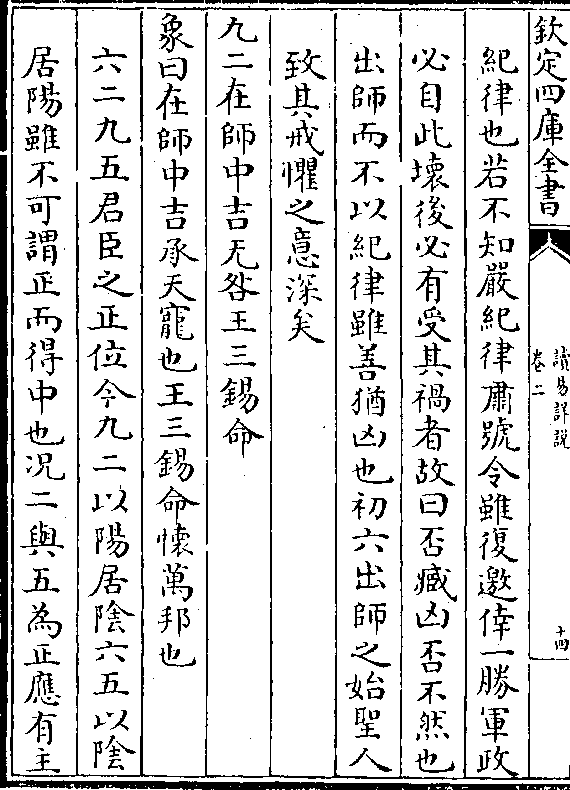 欽定四庫全書
讀易詳說
卷二
十四
紀律也若不知嚴紀律肅號令雖復邀倖一勝軍政
必自此壞後必有受其禍者故曰否臧凶否不然也
出師而不以紀律雖善猶凶也初六出師之始聖人
致其戒懼之意深矣
九二在師中吉无咎王三錫命
象曰在師中吉承天寵也王三錫命懷萬邦也
六二九五君臣之正位今九二以陽居陰六五以陰
居陽雖不可謂正而得中也况二與五為正應有主